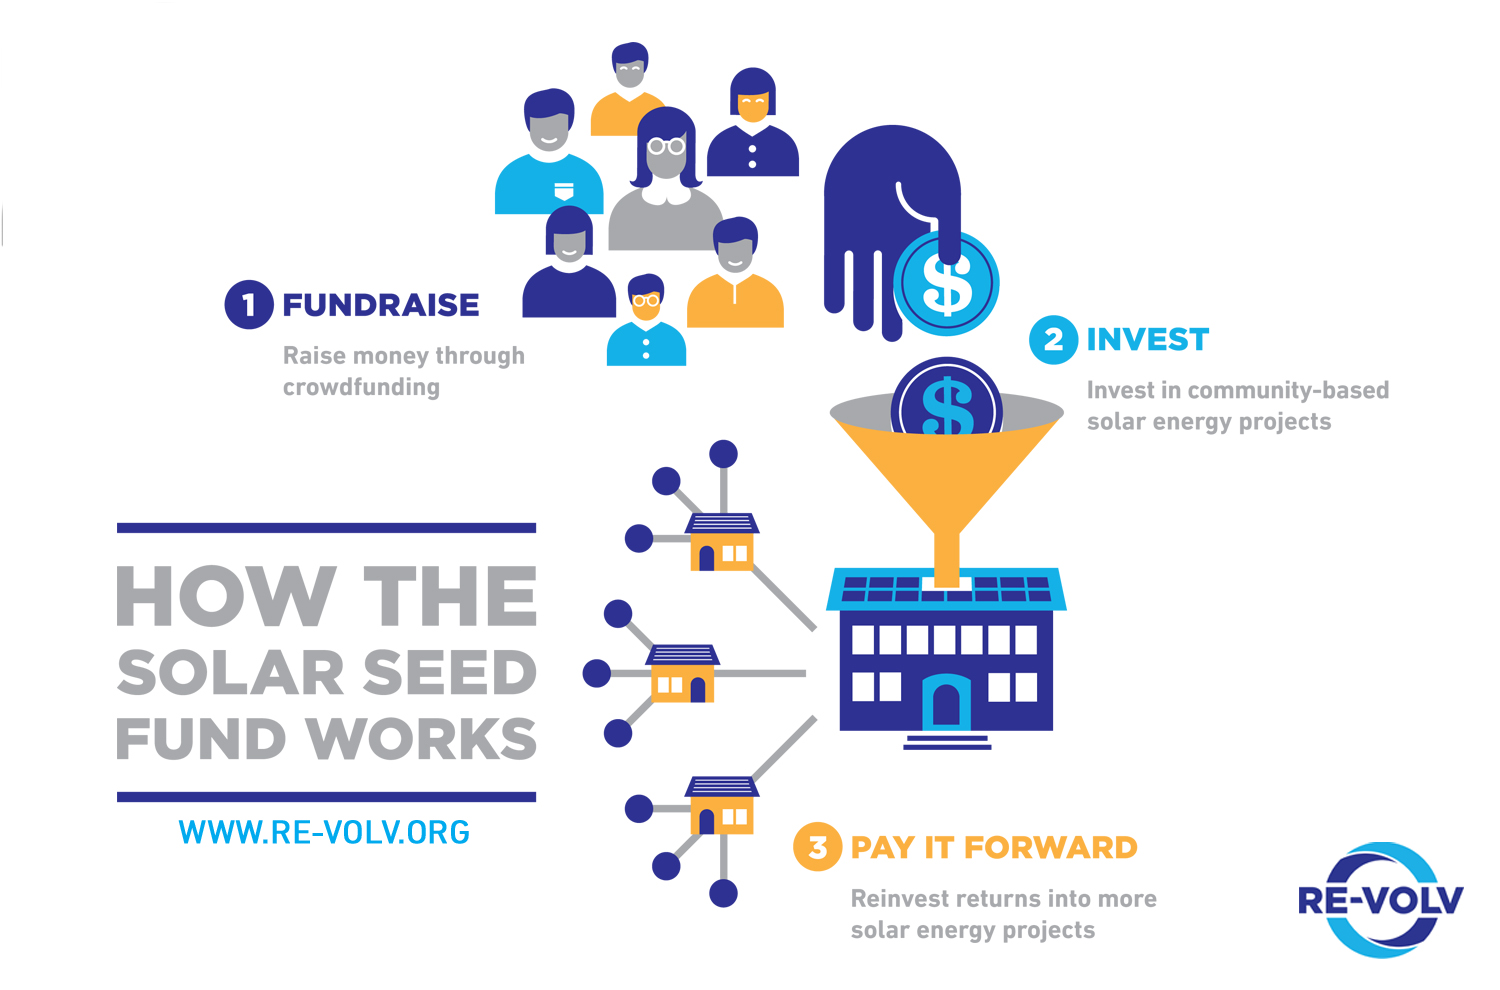 1 FUNDRAISE
Raise money through
crowdfunding
$
2 INVEST
Invest in community-based
solar energy projects
$
HOW THE
SOLAR SEED
FUND WORKS
WWW.RE-VOLV.ORG
3 PAY IT FORWARD
Reinvest returns into more
solar energy projects
RE-VOLV